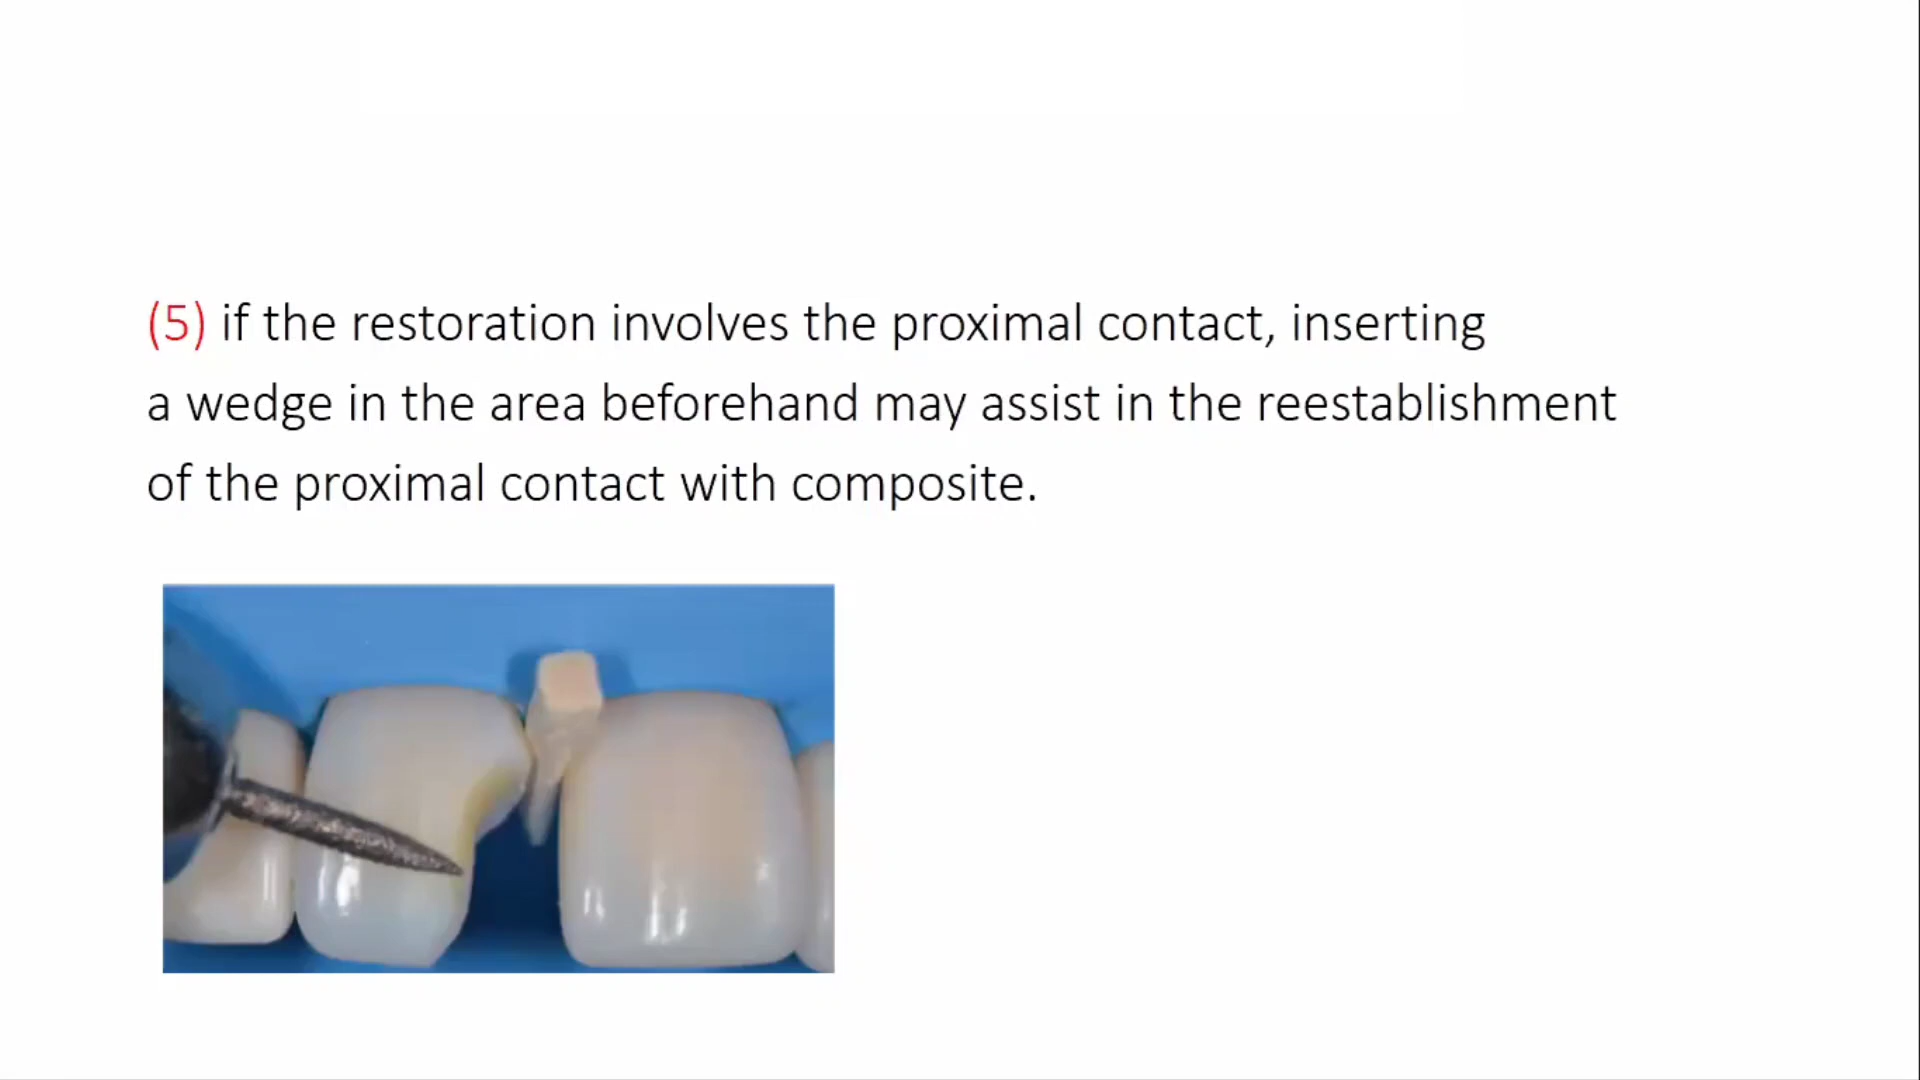 (5) if the restoration involves the proximal contact, inserting
a wedge in the area beforehand may assist in the reestablishment
of the proximal contact with composite.